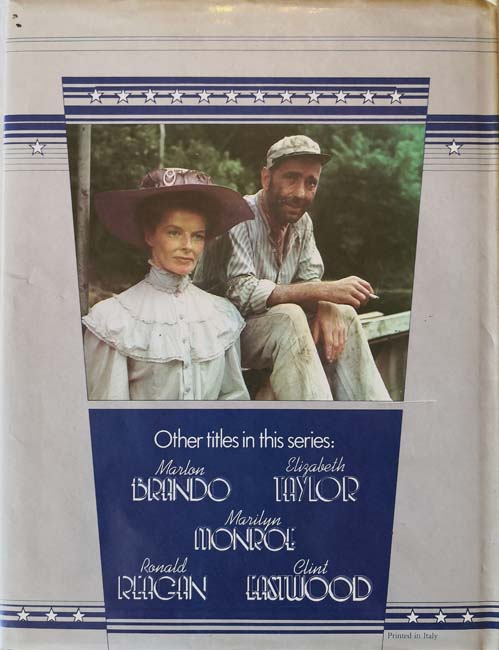 Other titles in this series:
Marlon Elizabeth
BRANDO TAYLOR
Marilyn
MONROE
Ronald Clint
REAGAN EASTWOOD
Printed in Italy